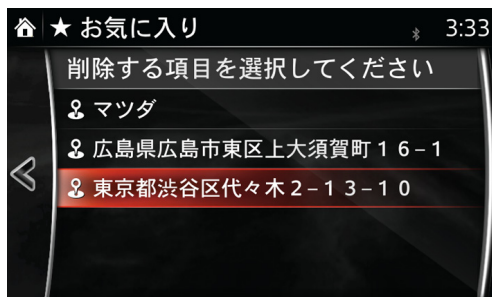 ★ お気に入り 3:33
削除する項目を選択してください
マツダ
広島県広島市東区上大須賀町１６−１
東京都渋谷区代々木２−１３−１０